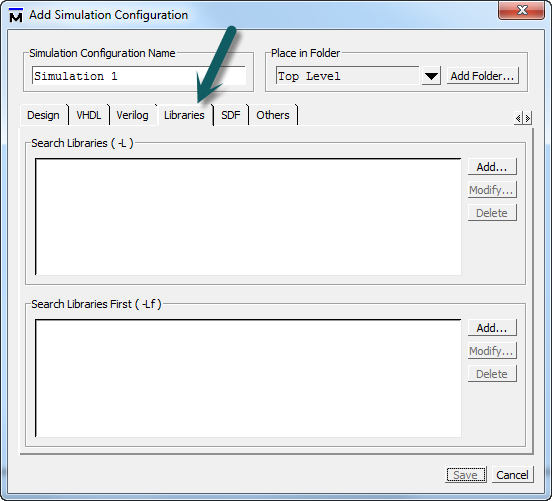 Add Simulation Configuration
Simulation Configuration Name
Simulation 1
Place in Folder
Top Level
Add Folder...
Design
VHDL
Verilog
Libraries
SDF
Others
Search Libraries ( -L )
Add...
Modify...
Delete
Search Libraries First ( -Lf )
Add...
Modify...
Delete
Save
Cancel